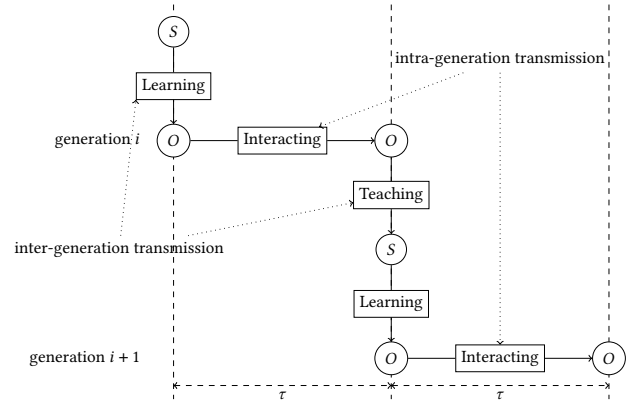 S
intra-generation transmission
Learning
generation i
O
Interacting
O
Teaching
inter-generation transmission
S
Learning
generation i + 1
O
Interacting
O
τ
τ